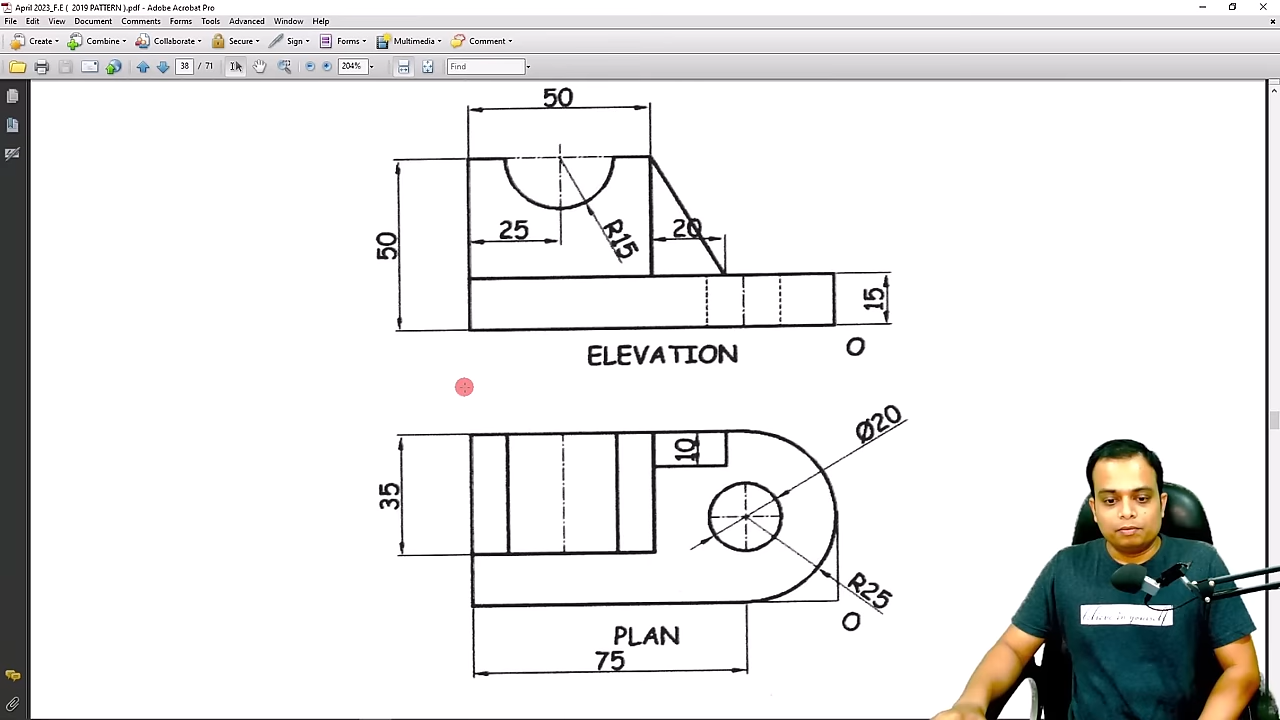 April 2023_F.E ( 2019 PATTERN ).pdf - Adobe Acrobat Pro
File Edit View Document Comments Forms Tools Advanced Window Help
Create Combine Collaborate Secure Sign Forms Multimedia Comment
38 / 71 204% Find
50
50
25
R15
20
15
ELEVATION
O
Ø20
10
35
R25
O
PLAN
75